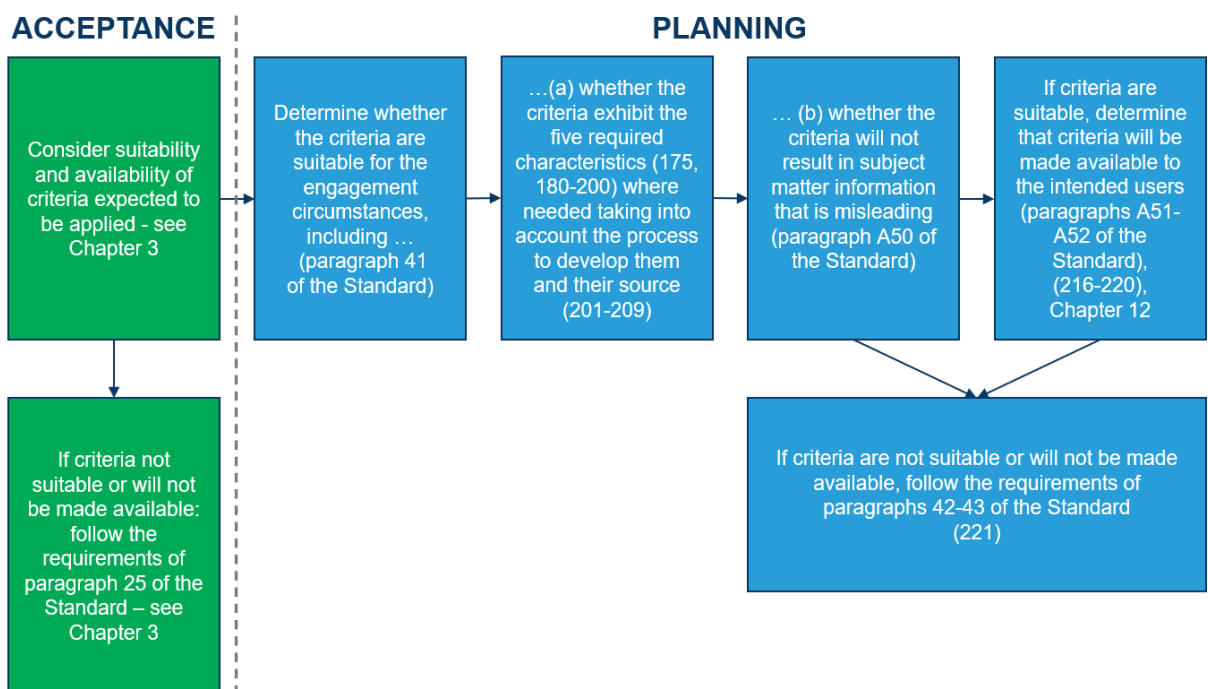 ACCEPTANCE
PLANNING
Consider suitability
and availability of
criteria expected to
be applied - see
Chapter 3
Determine whether
the criteria are
suitable for the
engagement
circumstances,
including …
(paragraph 41
of the Standard)
…(a) whether the
criteria exhibit the
five required
characteristics (175,
180-200) where
needed taking into
account the process
to develop them
and their source
(201-209)
… (b) whether the
criteria will not
result in subject
matter information
that is misleading
(paragraph A50 of
the Standard)
If criteria are
suitable, determine
that criteria will be
made available to
the intended users
(paragraphs A51-
A52 of the
Standard),
(216-220),
Chapter 12
If criteria not
suitable or will not
be made available:
follow the
requirements of
paragraph 25 of the
Standard – see
Chapter 3
If criteria are not suitable or will not be made
available, follow the requirements of
paragraphs 42-43 of the Standard
(221)